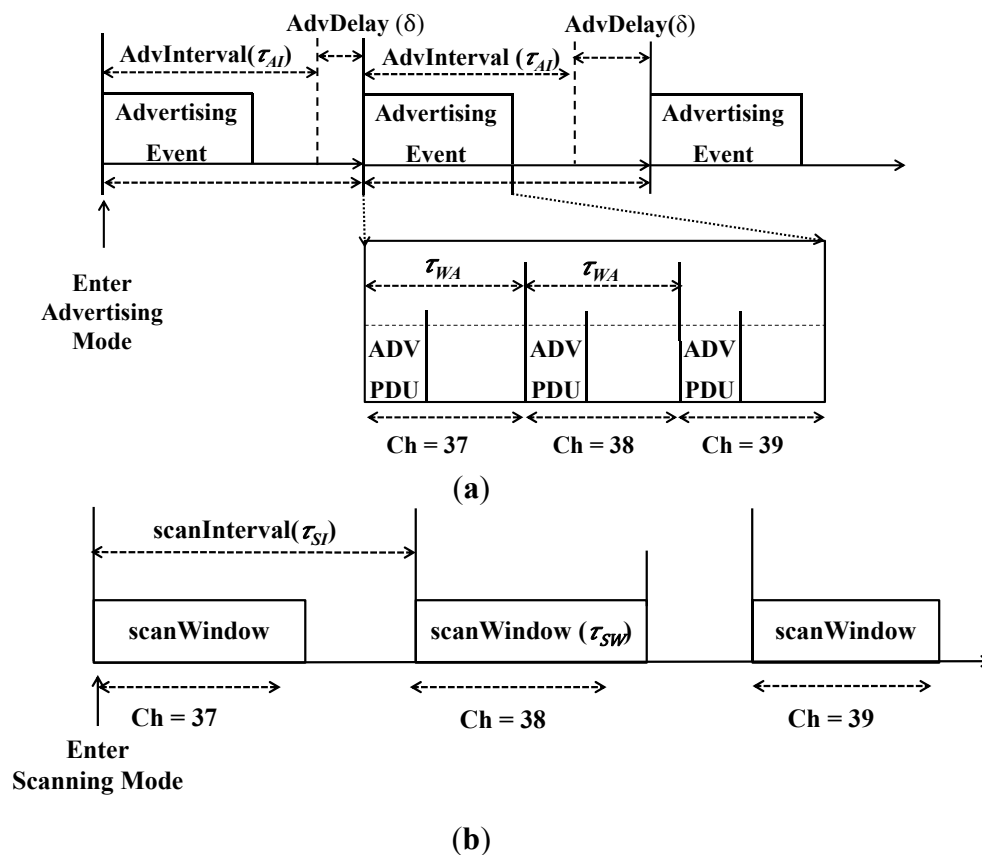 AdvDelay (δ)
AdvDelay(δ)
AdvInterval(τAI)
AdvInterval (τAI)
Advertising
Event
Advertising
Event
Advertising
Event
Enter
Advertising
Mode
τWA
τWA
ADV
PDU
ADV
PDU
ADV
PDU
Ch = 37
Ch = 38
Ch = 39
(a)
scanInterval(τSI)
scanWindow
scanWindow (τSW)
scanWindow
Ch = 37
Ch = 38
Ch = 39
Enter
Scanning Mode
(b)